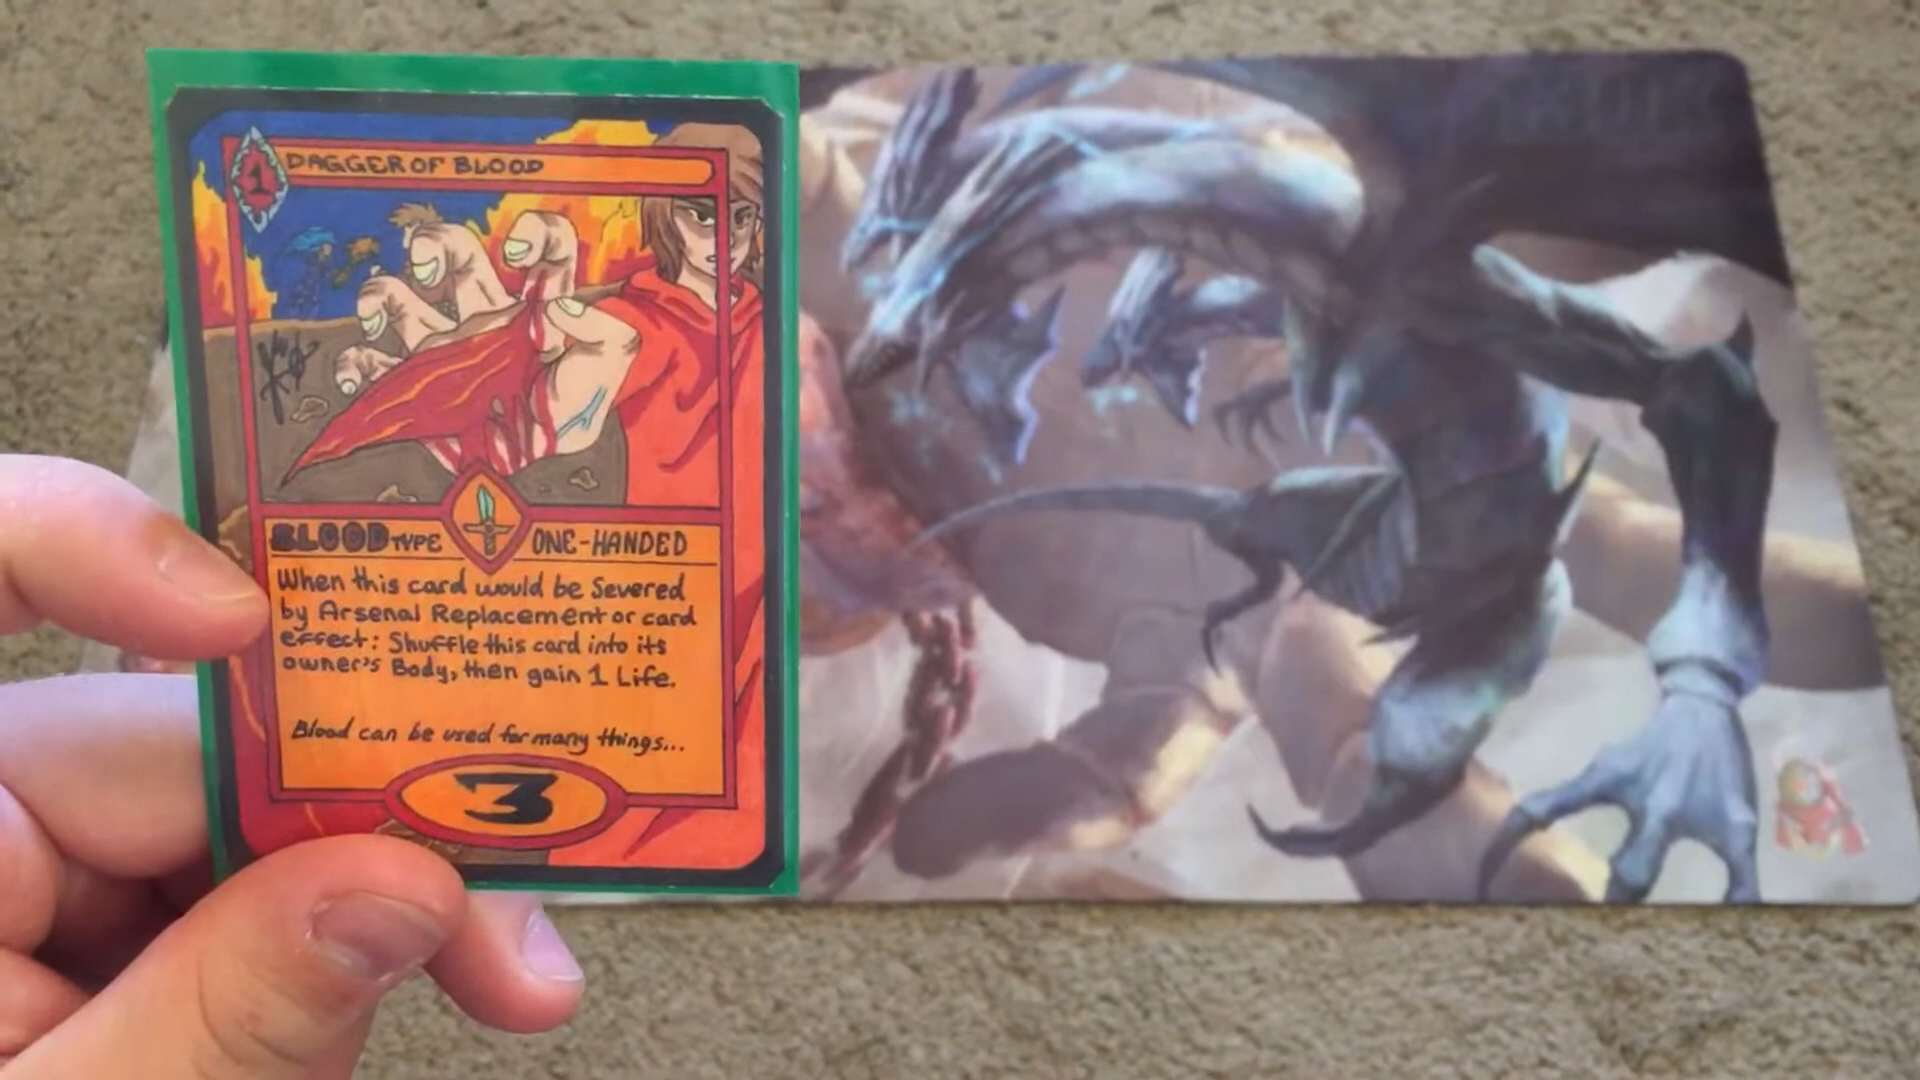 1
DAGGER OF BLOOD
BLOOD TYPE ONE-HANDED
When this card would be Severed
by Arsenal Replacement or card
effect: Shuffle this card into its
owner's Body, then gain 1 Life.
Blood can be used for many things...
3